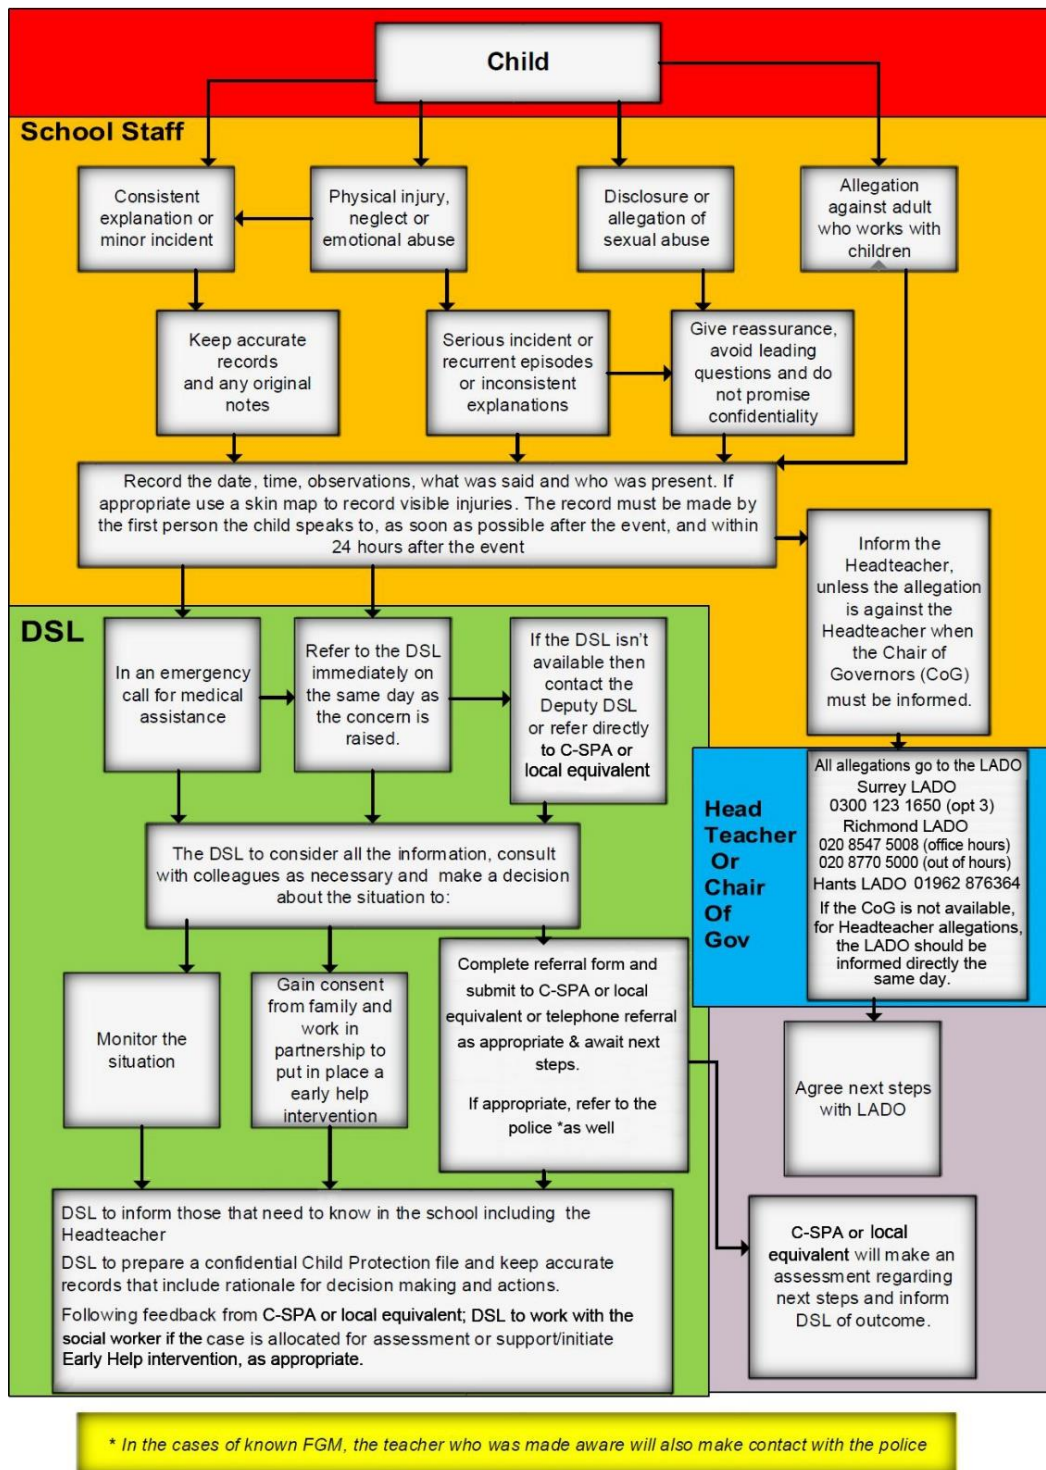 Child
School Staff
Consistent
explanation or
minor incident
Physical injury,
neglect or
emotional abuse
Disclosure or
allegation of
sexual abuse
Allegation
against adult
who works with
children
Keep accurate
records
and any original
notes
Serious incident or
recurrent episodes
or inconsistent
explanations
Give reassurance,
avoid leading
questions and do
not promise
confidentiality
Record the date, time, observations, what was said and who was present. If
appropriate use a skin map to record visible injuries. The record must be made by
the first person the child speaks to, as soon as possible after the event, and within
24 hours after the event
Inform the
Headteacher,
unless the allegation
is against the
Headteacher when
the Chair of
Governors (CoG)
must be informed.
DSL
In an emergency
call for medical
assistance
Refer to the DSL
immediately on
the same day as
the concern is
raised.
If the DSL isn't
available then
contact the
Deputy DSL
or refer directly
to C-SPA or
local equivalent
Head
Teacher
Or
Chair
Of
Gov
All allegations go to the LADO
Surrey LADO
0300 123 1650 (opt 3)
Richmond LADO
020 8547 5008 (office hours)
020 8770 5000 (out of hours)
Hants LADO 01962 876364
If the CoG is not available,
for Headteacher allegations,
the LADO should be
informed directly the
same day.
The DSL to consider all the information, consult
with colleagues as necessary and make a decision
about the situation to:
Monitor the
situation
Gain consent
from family and
work in
partnership to
put in place a
early help
intervention
Complete referral form and
submit to C-SPA or local
equivalent or telephone referral
as appropriate & await next
steps.
If appropriate, refer to the
police *as well
Agree next steps
with LADO
DSL to inform those that need to know in the school including the
Headteacher
DSL to prepare a confidential Child Protection file and keep accurate
records that include rationale for decision making and actions.
Following feedback from C-SPA or local equivalent; DSL to work with the
social worker if the case is allocated for assessment or support/initiate
Early Help intervention, as appropriate.
C-SPA or local
equivalent will make an
assessment regarding
next steps and inform
DSL of outcome.
* In the cases of known FGM, the teacher who was made aware will also make contact with the police